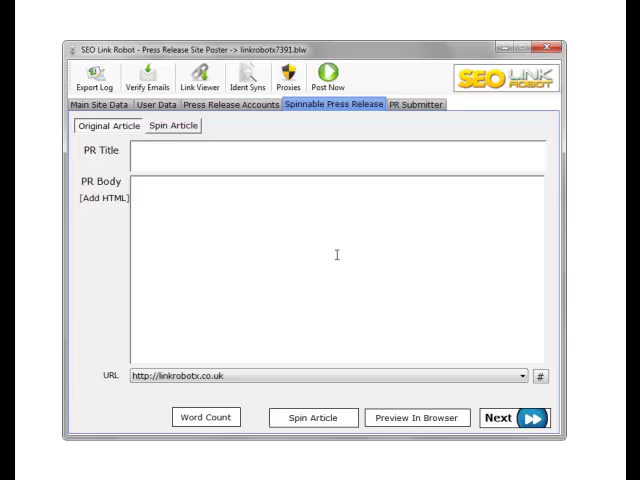 SEO Link Robot - Press Release Site Poster -> linkrobotx7391.blw
Export Log Verify Emails Link Viewer Ident Syns Proxies Post Now
SEO LINK ROBOT
Main Site Data User Data Press Release Accounts Spinnable Press Release PR Submitter
Original Article Spin Article
PR Title
PR Body
[Add HTML]
URL http://linkrobotx.co.uk #
Word Count Spin Article Preview In Browser Next